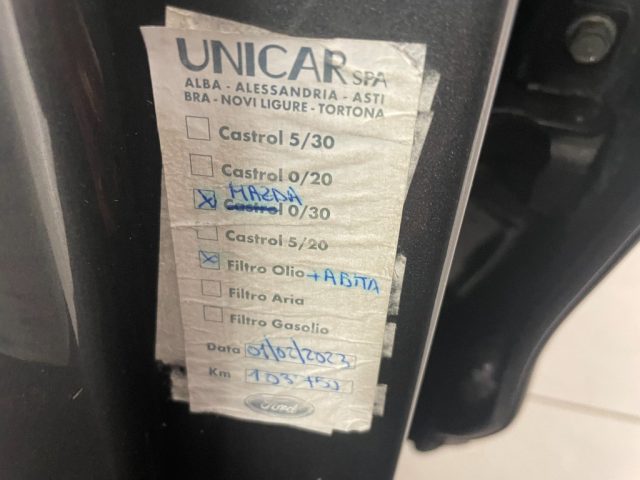 UNICAR SPA
ALBA - ALESSANDRIA - ASTI
BRA - NOVI LIGURE - TORTONA
Castrol 5/30
Castrol 0/20
MAZDA
Castrol 0/30
Castrol 5/20
Filtro Olio + ABITA
Filtro Aria
Filtro Gasolio
Data 01/02/2023
Km
Ford